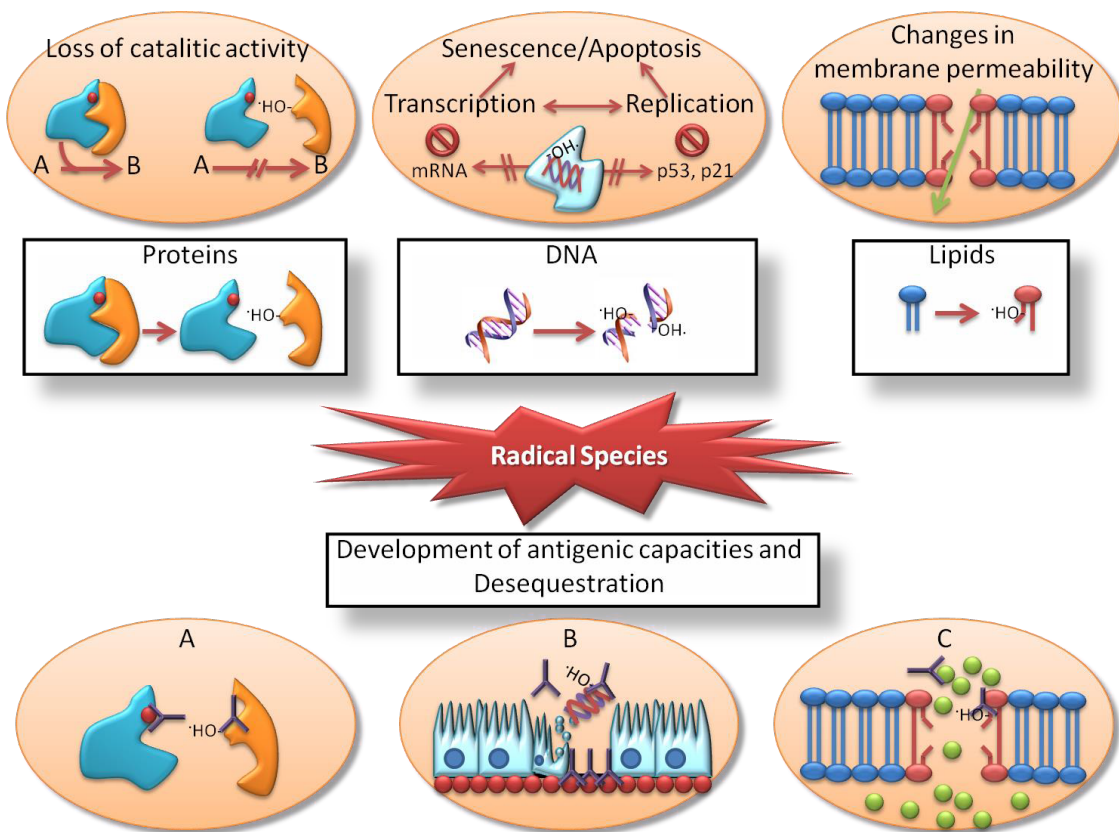 Loss of catalitic activity
·HO-
A B A B
Senescence/Apoptosis
Transcription Replication
·OH·
mRNA p53, p21
Changes in
membrane permeability
Proteins
·HO-
DNA
·HO-
·OH·
Lipids
·HO-
Radical Species
Development of antigenic capacities and
Desequestration
A
·HO-
B
·HO-
C
·HO-